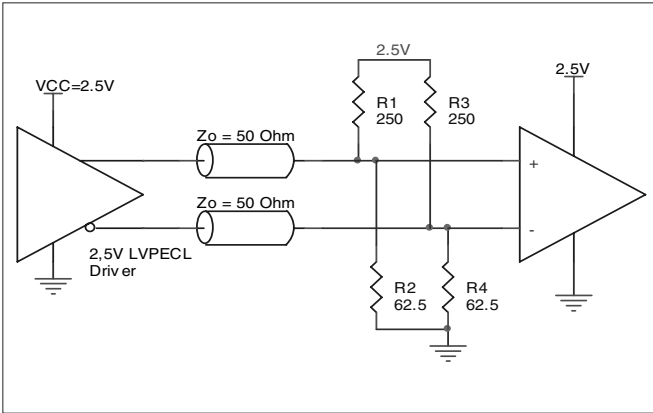 2.5V
VCC=2.5V
2.5V
R1
250
R3
250
Zo = 50 Ohm
+
Zo = 50 Ohm
-
2,5V LVPECL
Driver
R2
62.5
R4
62.5